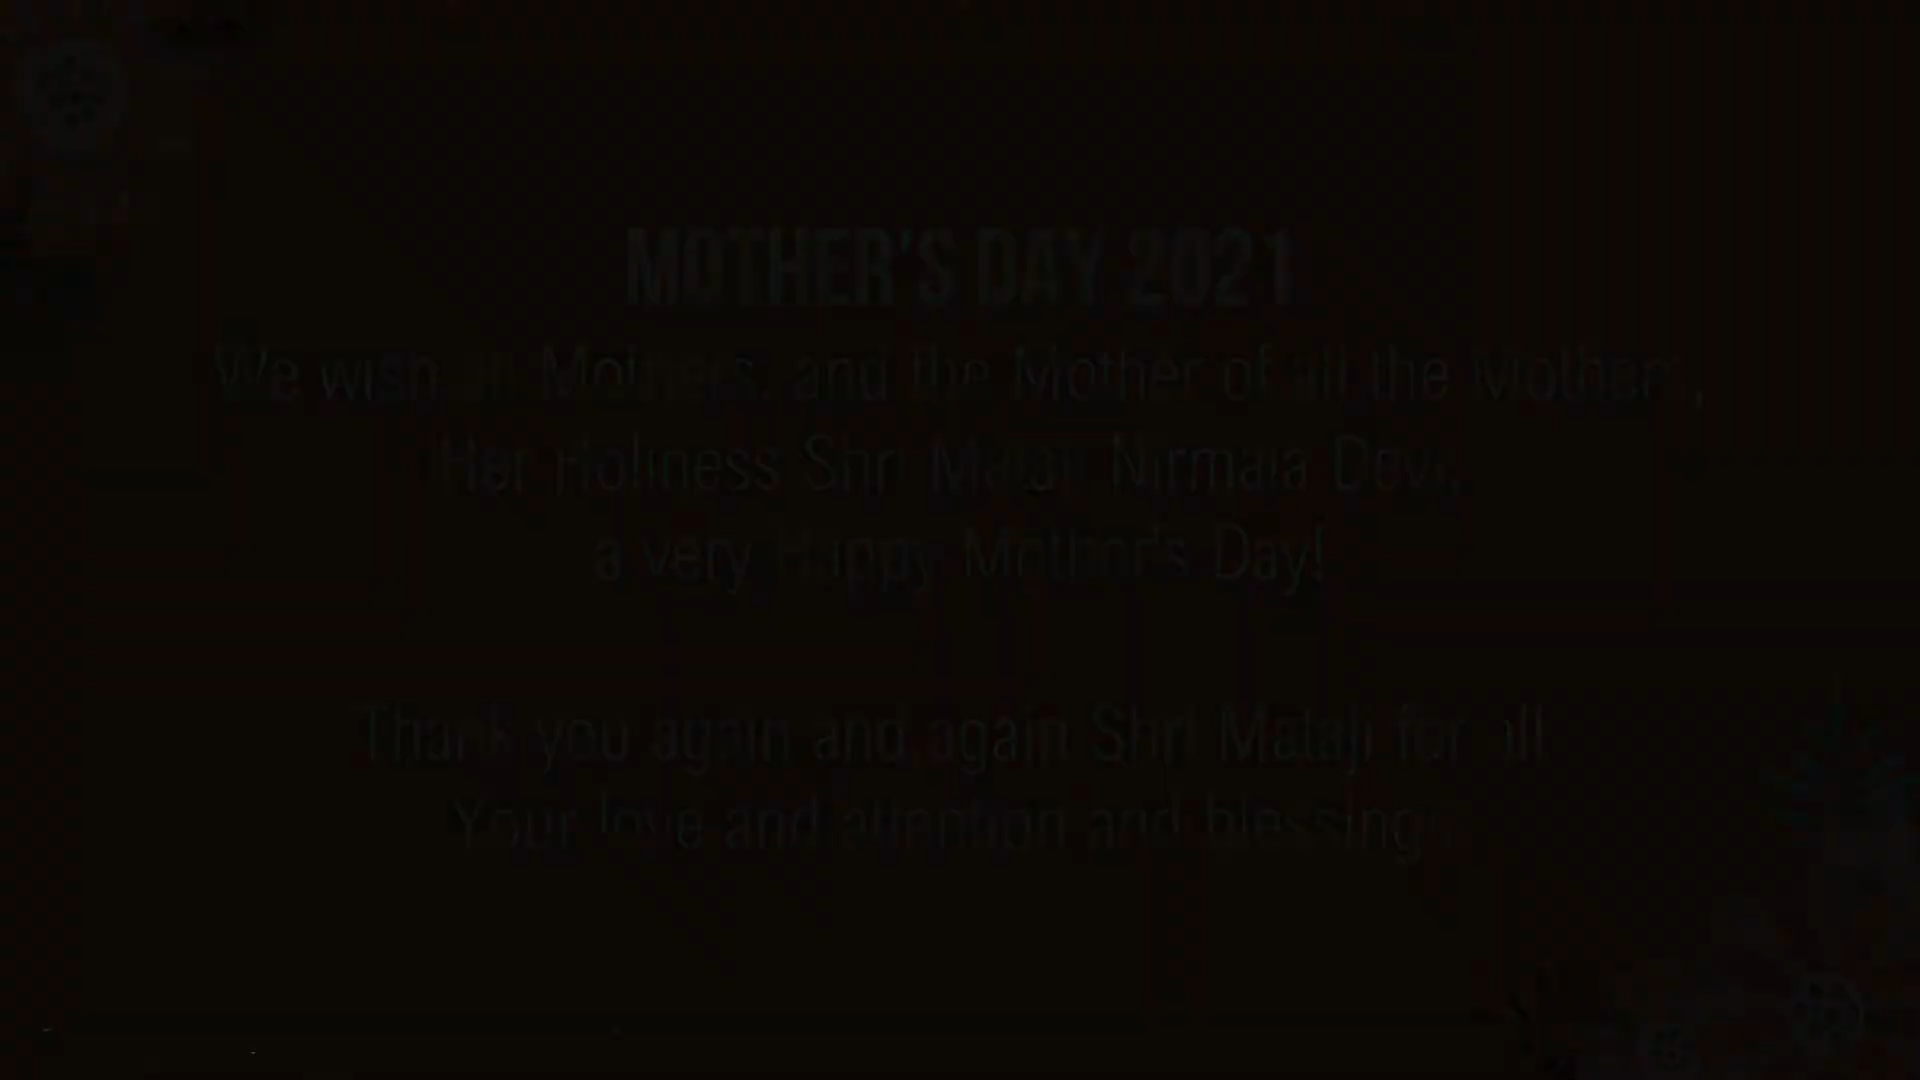 MOTHER'S DAY 2021
We wish all Mothers, and the Mother of all the Mothers,
Her Holiness Shri Mataji Nirmala Devi,
a very Happy Mother's Day!
Thank you again and again Shri Mataji for all
Your love and attention and blessings